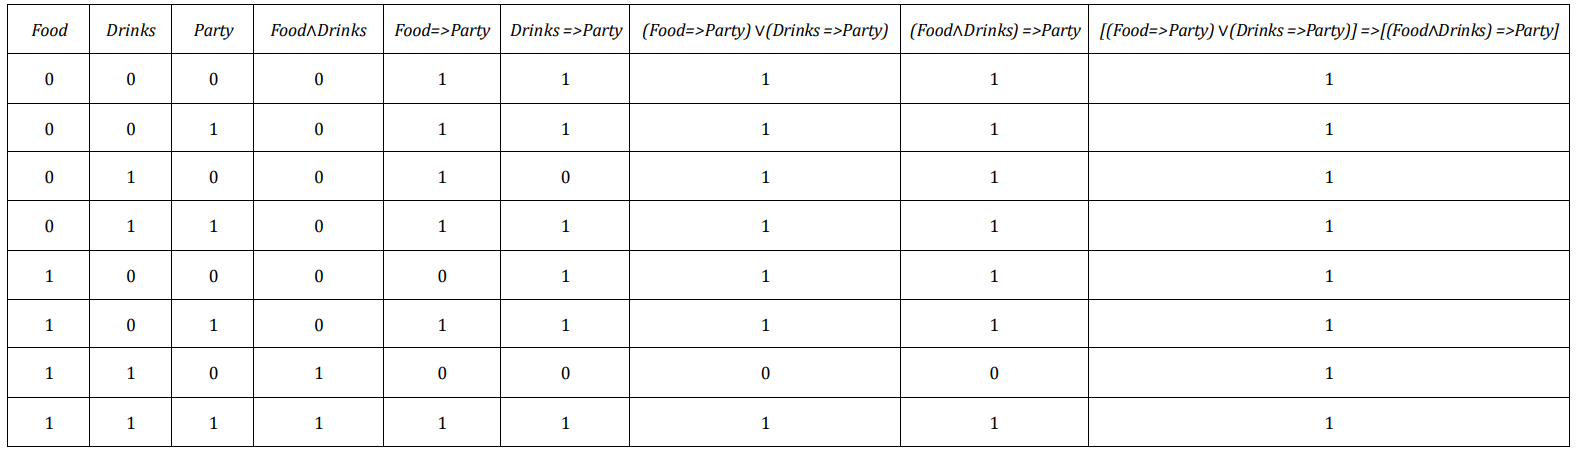 Food Drinks Party Food∧Drinks Food=>Party Drinks =>Party (Food=>Party) ∨(Drinks =>Party) (Food∧Drinks) =>Party [(Food=>Party) ∨(Drinks =>Party)] =>[(Food∧Drinks) =>Party]
0 0 0 0 1 1 1 1 1
0 0 1 0 1 1 1 1 1
0 1 0 0 1 0 1 1 1
0 1 1 0 1 1 1 1 1
1 0 0 0 0 1 1 1 1
1 0 1 0 1 1 1 1 1
1 1 0 1 0 0 0 0 1
1 1 1 1 1 1 1 1 1